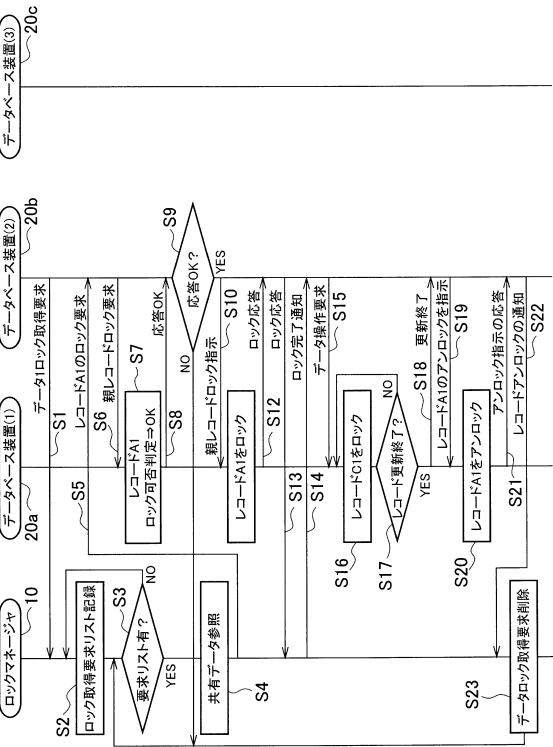 ロックマネージャ
10
データベース装置(1)
20a
データベース装置(2)
20b
データベース装置(3)
20c
データ1ロック取得要求
S1
ロック取得要求リスト記録
S2
要求リスト有?
S3
NO
YES
共有データ参照
S4
レコードA1のロック要求
S5
親レコードロック要求
S6
レコードA1
ロック可否判定⇒OK
S7
応答OK
S8
応答OK?
S9
NO
YES
親レコードロック指示
S10
レコードA1をロック
ロック応答
S12
ロック応答
S13
ロック完了通知
S14
データ操作要求
S15
レコードC1をロック
S16
レコード更新終了?
S17
NO
YES
更新終了
S18
レコードA1のアンロックを指示
S19
レコードA1をアンロック
S20
アンロック指示の応答
S21
レコードアンロックの通知
S22
データロック取得要求削除
S23